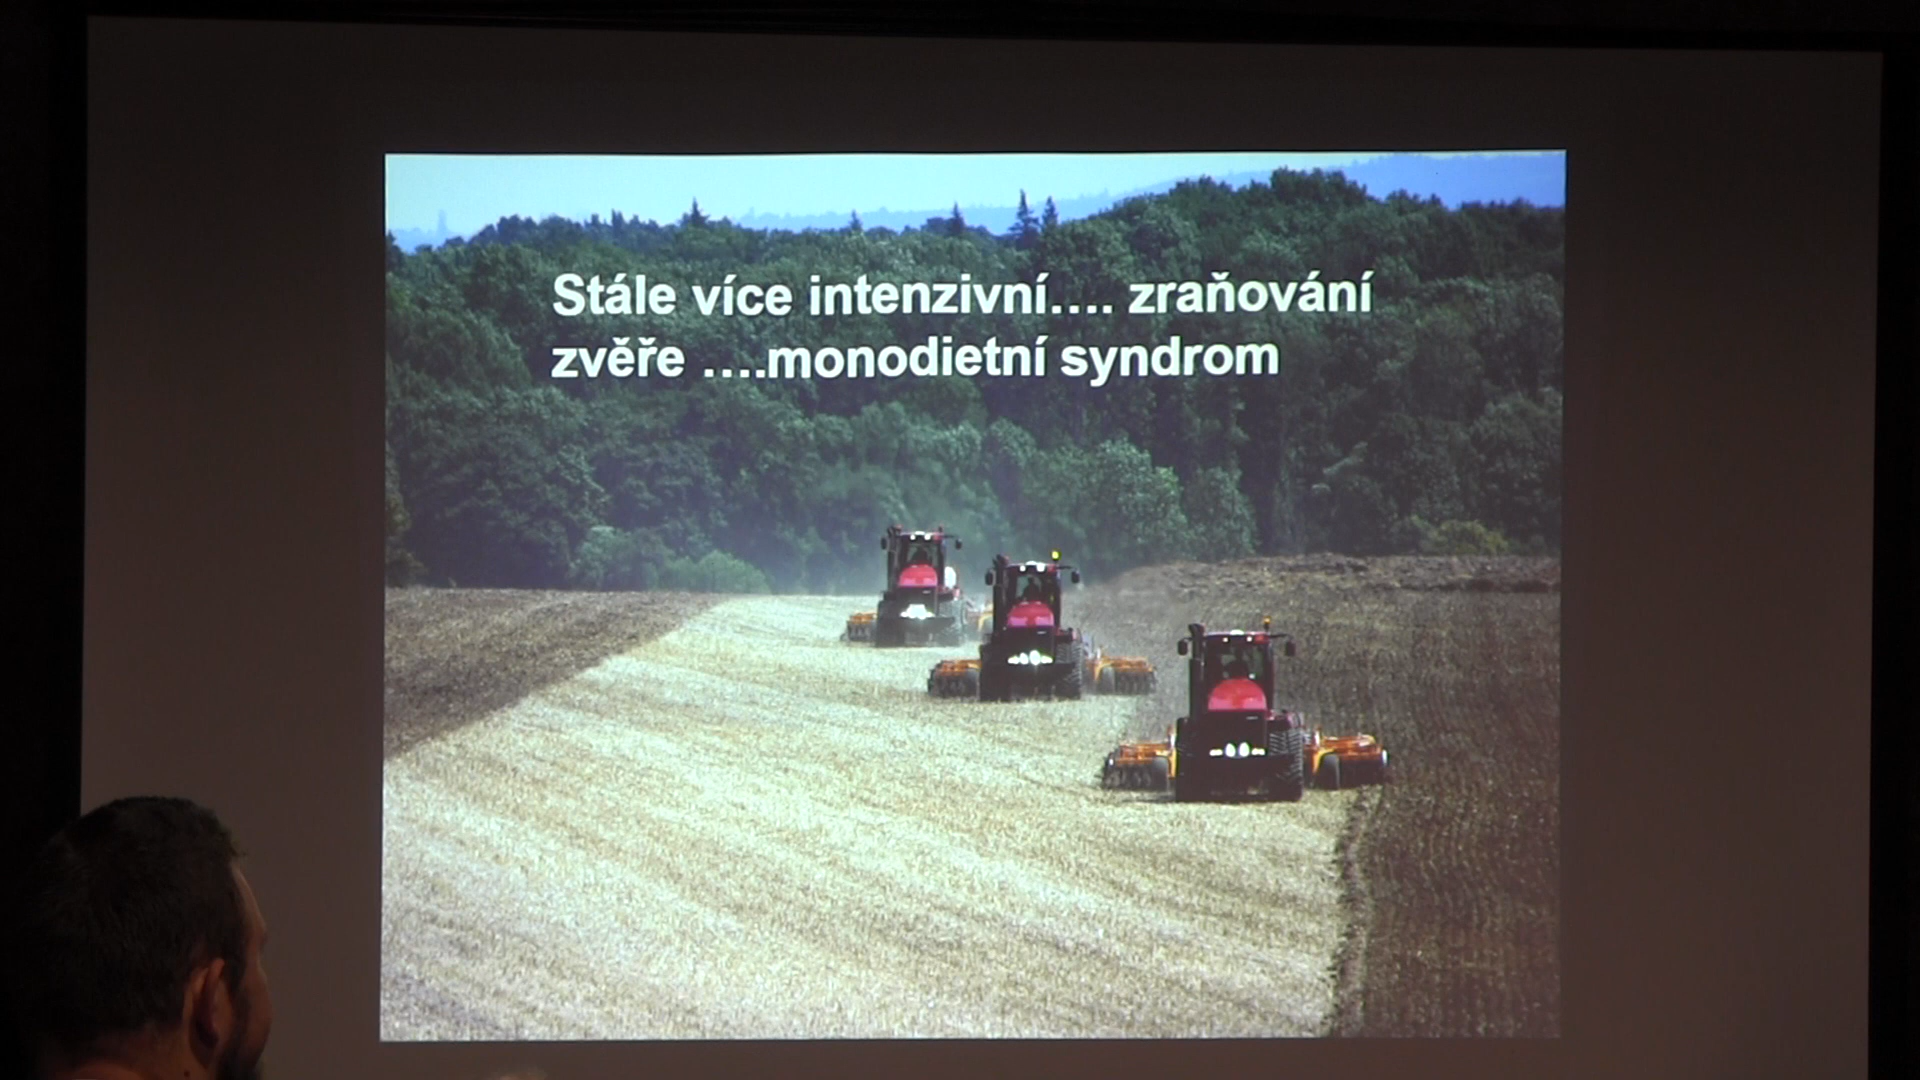 Stále více intenzivní.... zraňování
zvěře ....monodietní syndrom